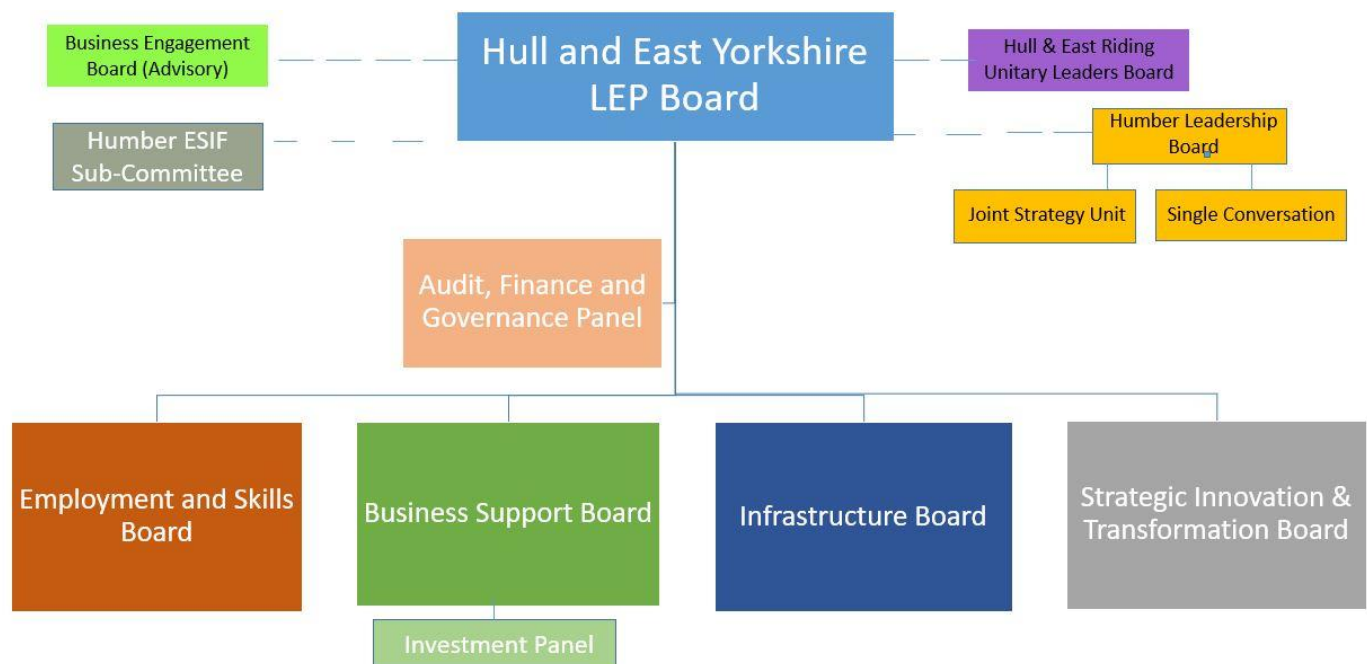 Business Engagement
Board (Advisory)
Hull and East Yorkshire
LEP Board
Hull & East Riding
Unitary Leaders Board
Humber ESIF
Sub-Committee
Humber Leadership
Board
Joint Strategy Unit
Single Conversation
Audit, Finance and
Governance Panel
Employment and Skills
Board
Business Support Board
Infrastructure Board
Strategic Innovation &
Transformation Board
Investment Panel